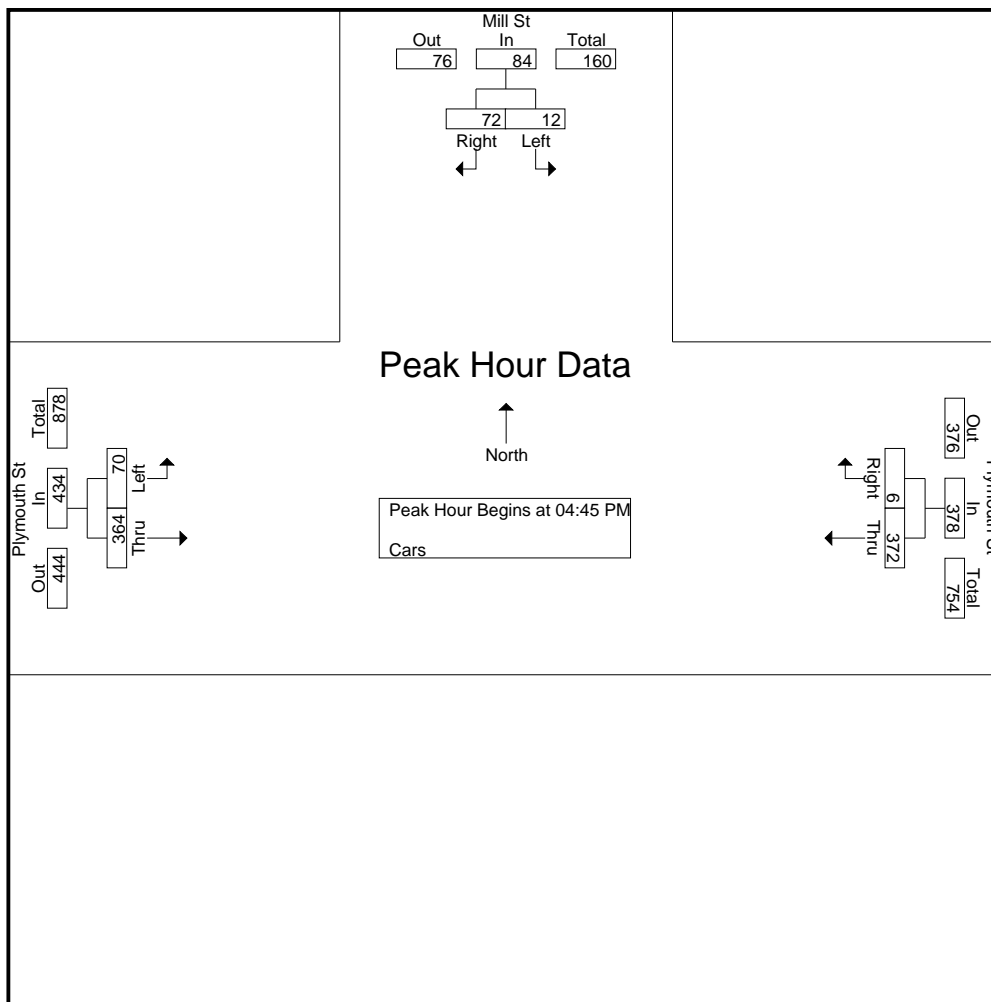 Mill St
Out In Total
76 84 160
72 12
Right Left
Peak Hour Data
North
Peak Hour Begins at 04:45 PM
Cars
Plymouth St
Out In Total
444 434 878
Left Thru
70 364
Plymouth St
Out In Total
376 378 754
Right Thru
6 372